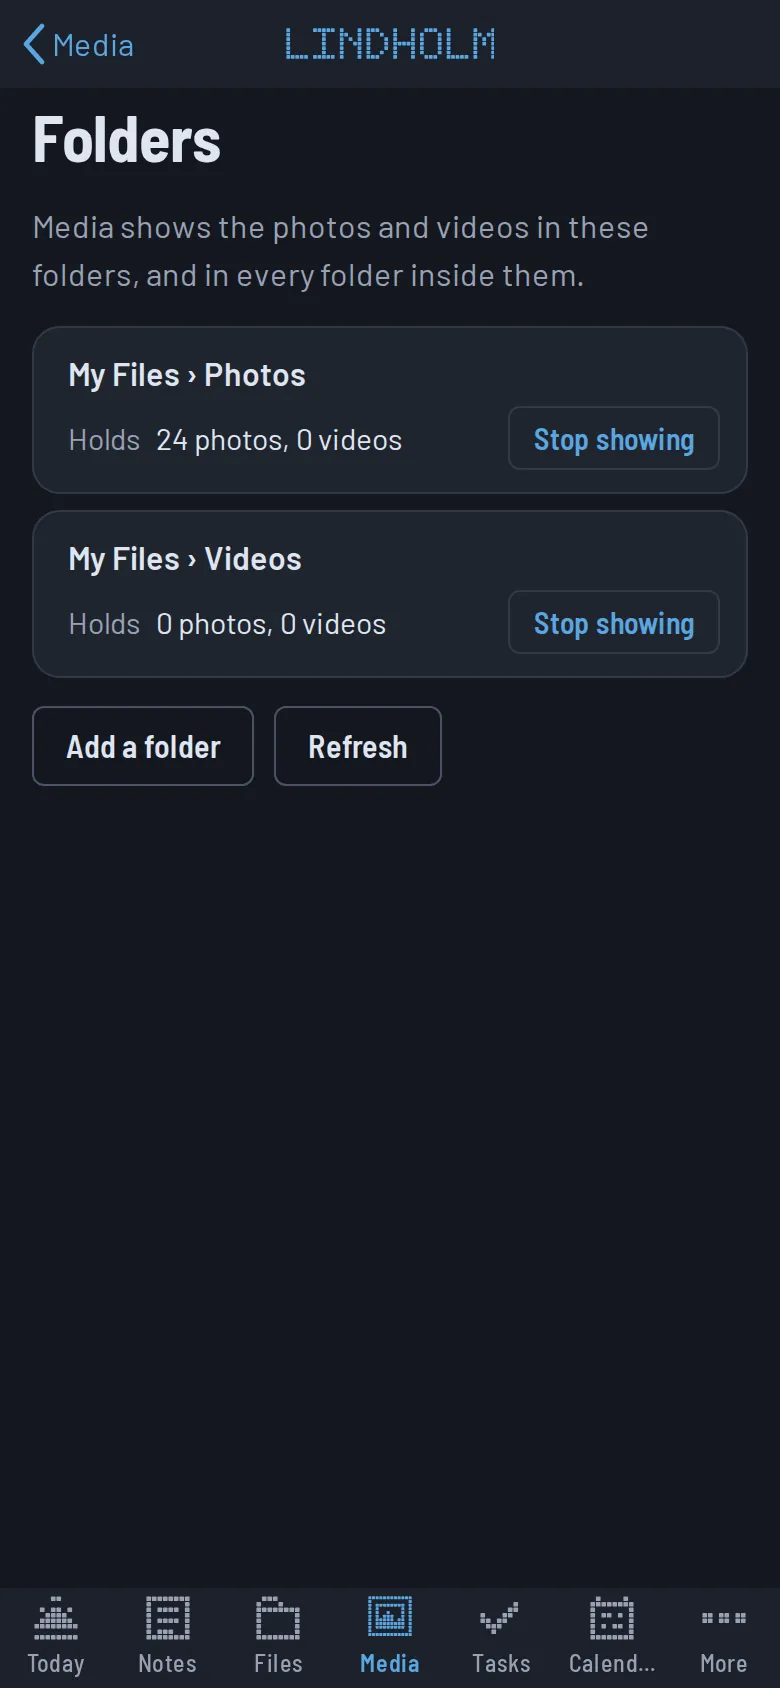 Media
LINDHOLM
Folders
Media shows the photos and videos in these
folders, and in every folder inside them.
My Files › Photos
Holds 24 photos, 0 videos
Stop showing
My Files › Videos
Holds 0 photos, 0 videos
Stop showing
Add a folder
Refresh
Today
Notes
Files
Media
Tasks
Calend...
More